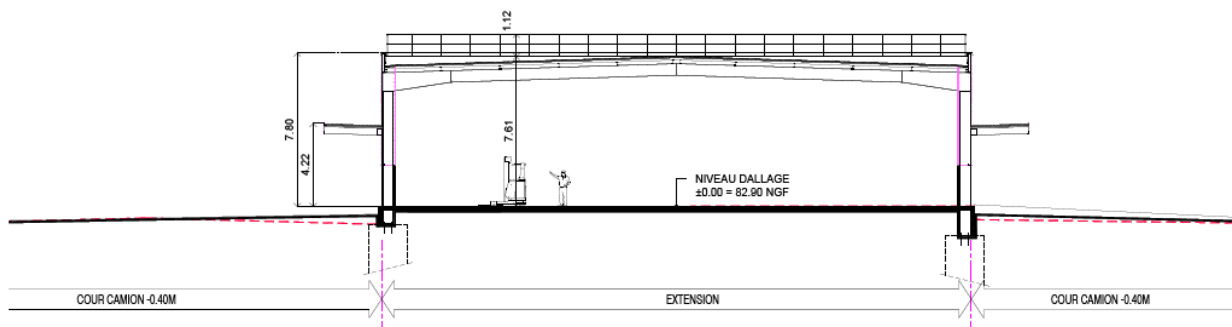 1.12
7.80
7.61
4.22
NIVEAU DALLAGE
±0.00 = 82.90 NGF
COUR CAMION -0.40M
EXTENSION
COUR CAMION -0.40M